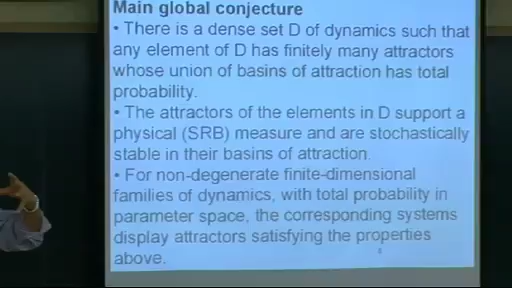 Main global conjecture
• There is a dense set D of dynamics such that
any element of D has finitely many attractors
whose union of basins of attraction has total
probability.
• The attractors of the elements in D support a
physical (SRB) measure and are stochastically
stable in their basins of attraction.
• For non-degenerate finite-dimensional
families of dynamics, with total probability in
parameter space, the corresponding systems
display attractors satisfying the properties
above.